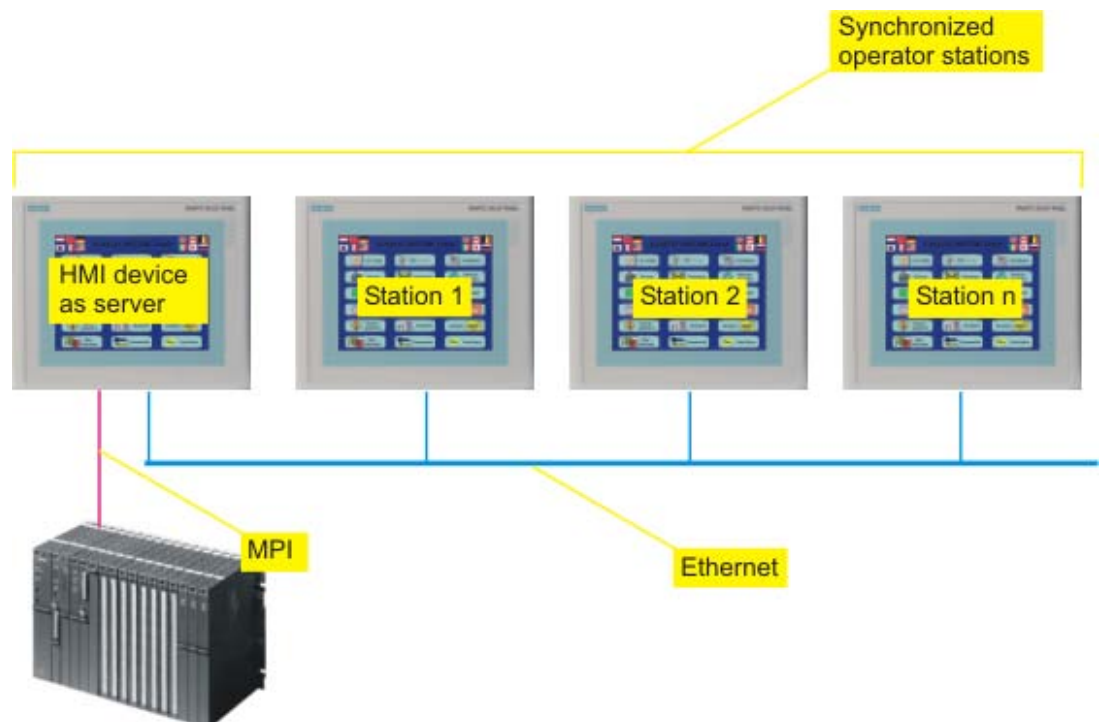 Synchronized
operator stations
HMI device
as server
Station 1
Station 2
Station n
MPI
Ethernet